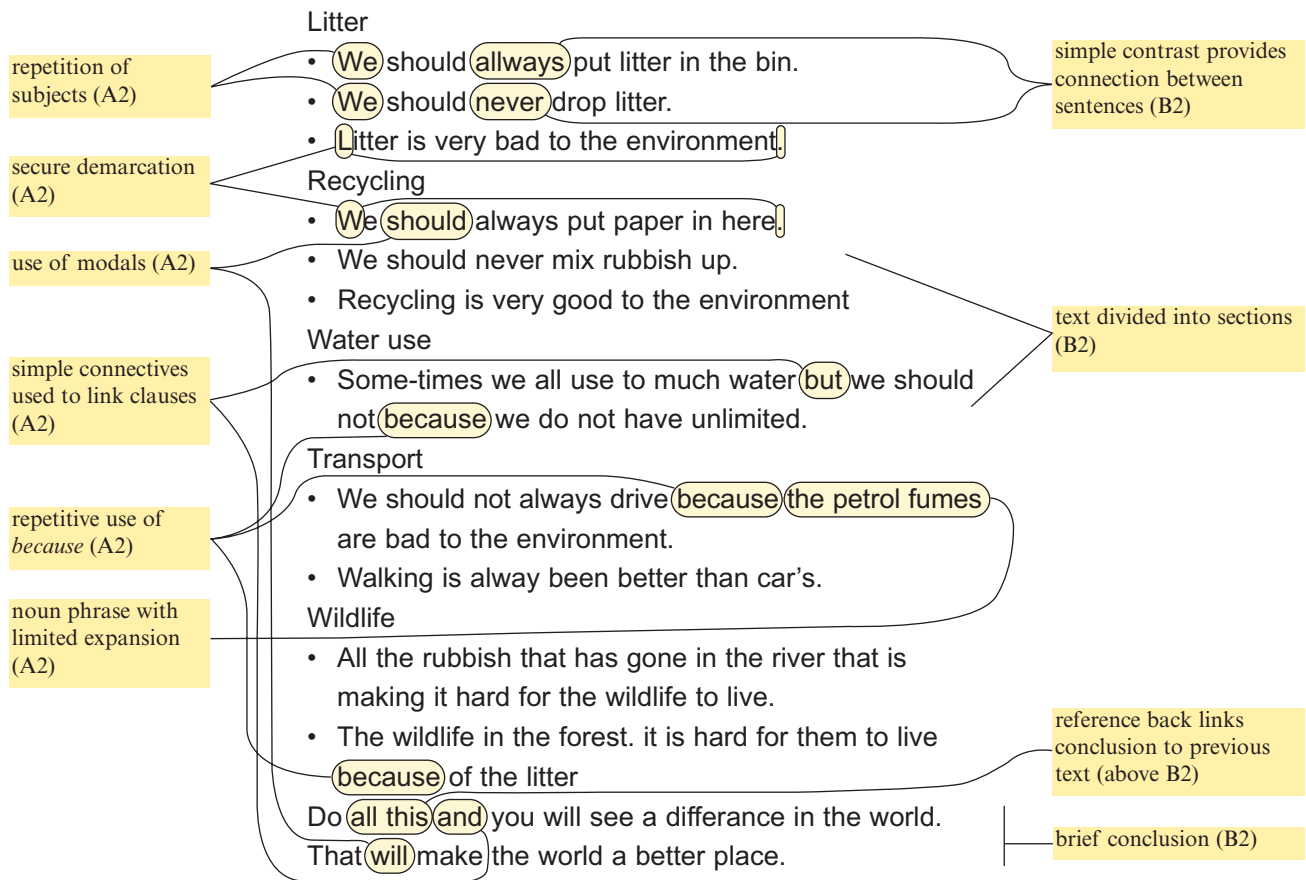 Litter
• We should allways put litter in the bin.
• We should never drop litter.
• Litter is very bad to the environment.
Recycling
• We should always put paper in here.
• We should never mix rubbish up.
• Recycling is very good to the environment
Water use
• Some-times we all use to much water but we should
not because we do not have unlimited.
Transport
• We should not always drive because the petrol fumes
are bad to the environment.
• Walking is alway been better than car's.
Wildlife
• All the rubbish that has gone in the river that is
making it hard for the wildlife to live.
• The wildlife in the forest. it is hard for them to live
because of the litter
Do all this and you will see a differance in the world.
That will make the world a better place.
repetition of
subjects (A2)
secure demarcation
(A2)
use of modals (A2)
simple connectives
used to link clauses
(A2)
repetitive use of
because (A2)
noun phrase with
limited expansion
(A2)
simple contrast provides
connection between
sentences (B2)
text divided into sections
(B2)
reference back links
conclusion to previous
text (above B2)
brief conclusion (B2)